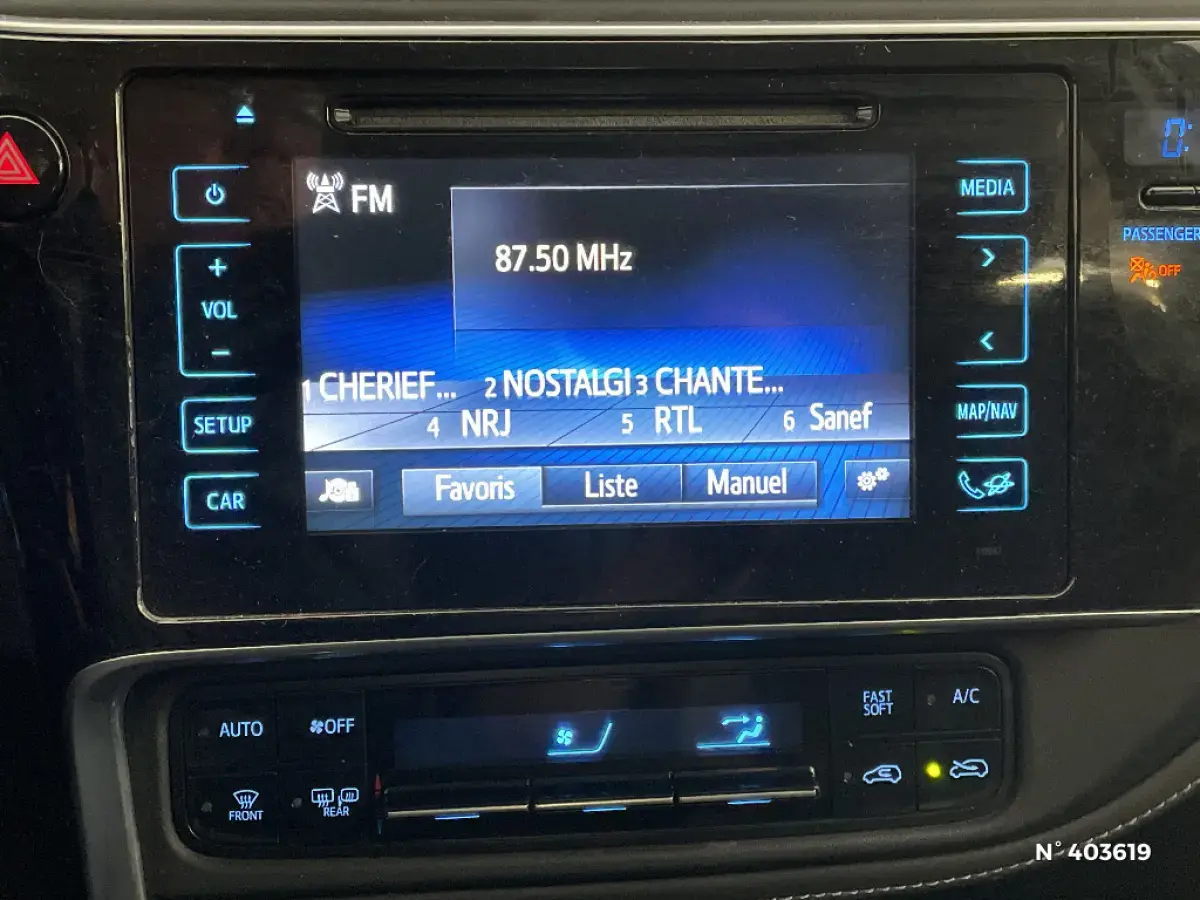 FM
MEDIA
87.50 MHz
PASSENGER
OFF
+
VOL
−
SETUP
MAP/NAV
CAR
1 CHERIEF... 2 NOSTALGI 3 CHANTE...
4 NRJ 5 RTL 6 Sanef
Favoris Liste Manuel
AUTO
OFF
FAST
SOFT
A/C
FRONT
REAR
N° 403619